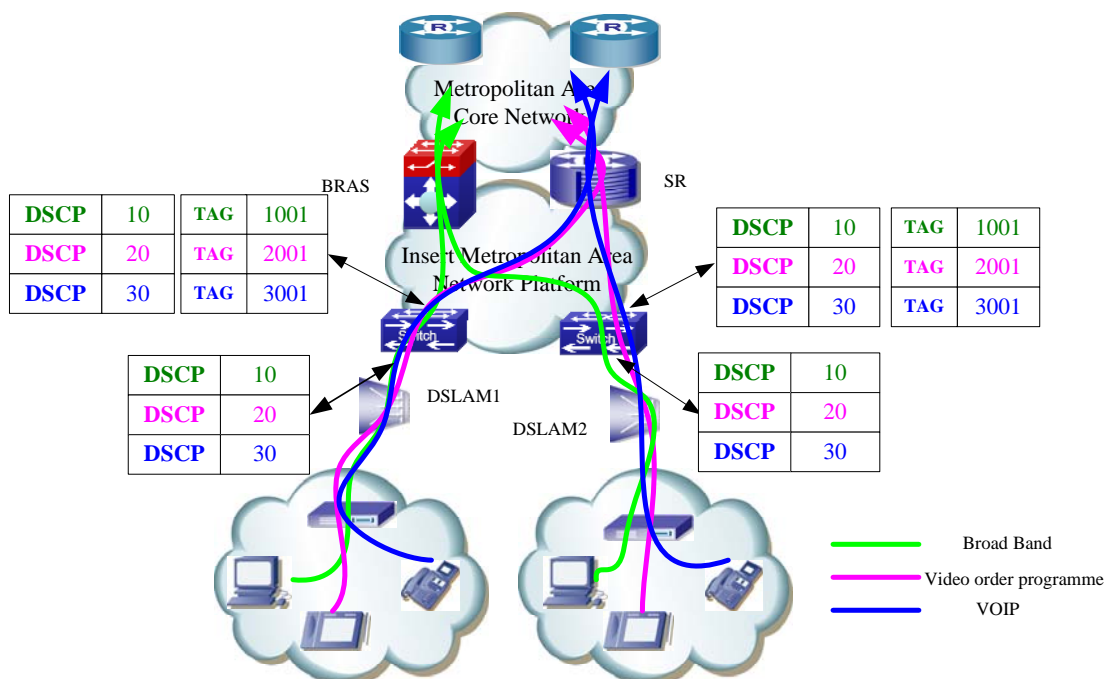 R
R
Metropolitan Are
Core Network
BRAS
SR
DSCP 10 TAG 1001
DSCP 20 TAG 2001
DSCP 30 TAG 3001
DSCP 10 TAG 1001
DSCP 20 TAG 2001
DSCP 30 TAG 3001
Insert Metropolitan Area
Network Platform
Switch
Switch
DSCP 10
DSCP 20
DSCP 30
DSLAM1
DSLAM2
DSCP 10
DSCP 20
DSCP 30
Broad Band
Video order programme
VOIP